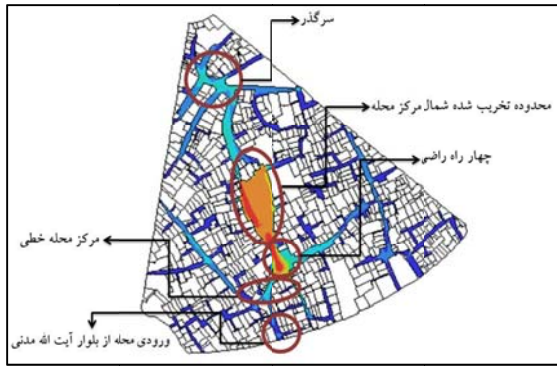 سرگذر
محدوده تخریب شده شمال مرکز محله
چهار راه راضی
مرکز محله خطی
ورودی محله از بلوار آیت الله مدنی